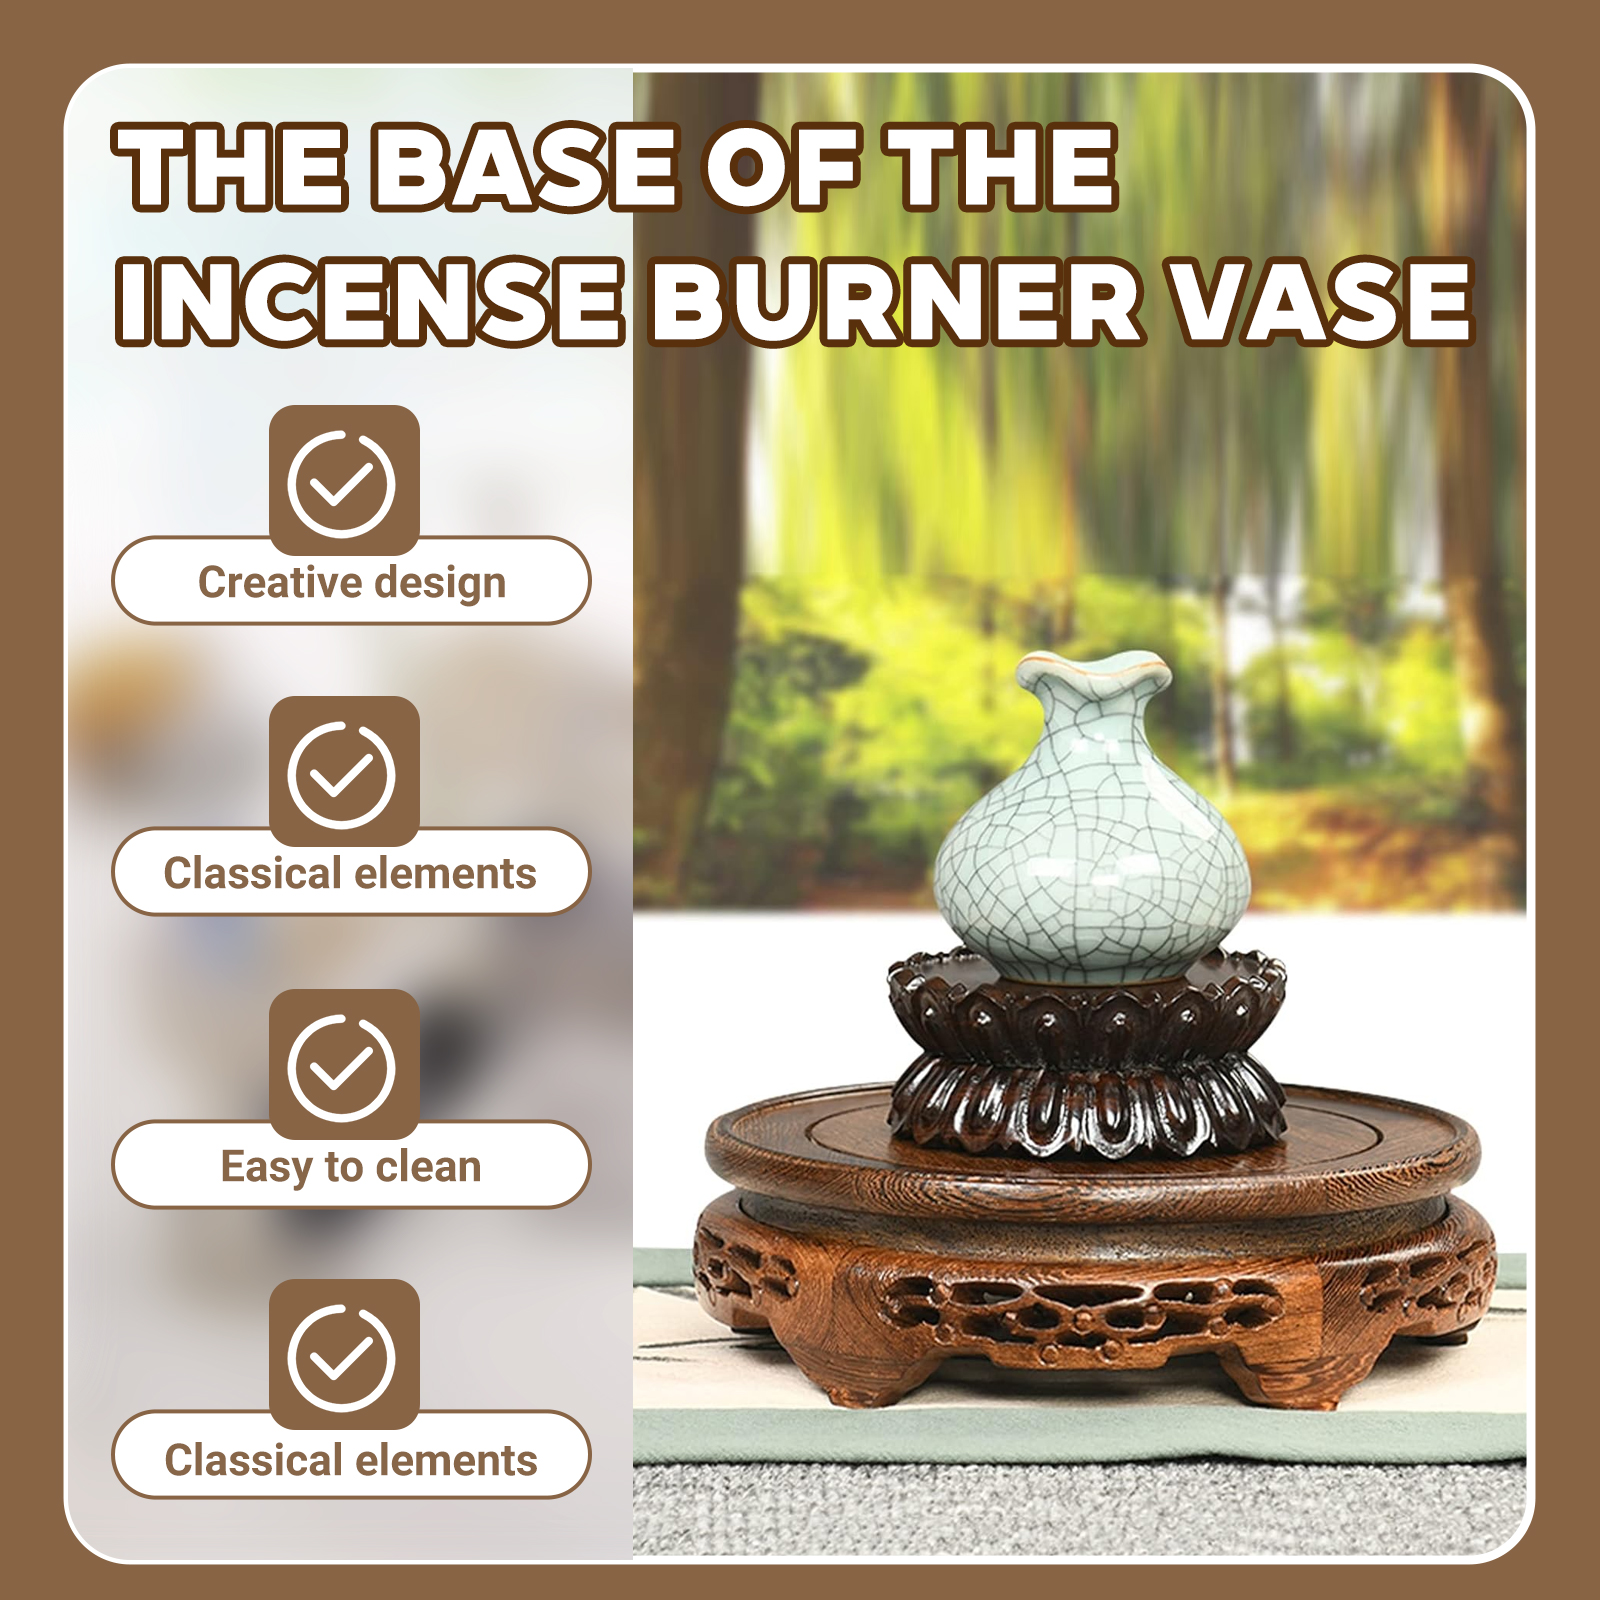 THE BASE OF THE
INCENSE BURNER VASE
Creative design
Classical elements
Easy to clean
Classical elements